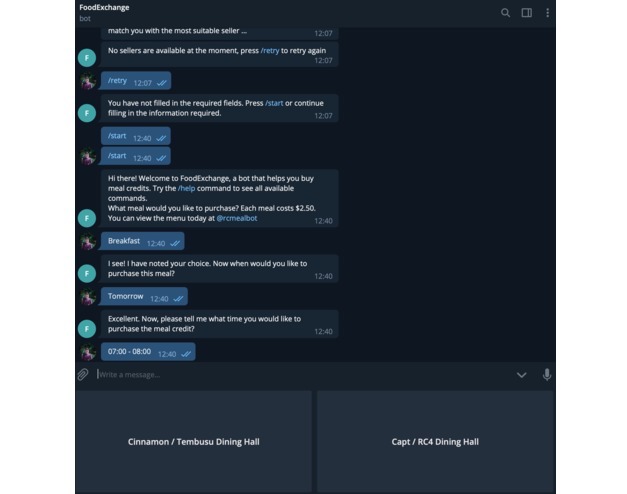 FoodExchange
bot
match you with the most suitable seller ...
12:07
No sellers are available at the moment, press /retry to retry again
12:07
F
/retry 12:07
You have not filled in the required fields. Press /start or continue
filling in the information required.
12:07
F
/start 12:40
/start 12:40
Hi there! Welcome to FoodExchange, a bot that helps you buy
meal credits. Try the /help command to see all available
commands.
What meal would you like to purchase? Each meal costs $2.50.
You can view the menu today at @rcmealbot
12:40
F
Breakfast 12:40
I see! I have noted your choice. Now when would you like to
purchase this meal?
12:40
F
Tomorrow 12:40
Excellent. Now, please tell me what time you would like to
purchase the meal credit?
12:40
F
07:00 - 08:00 12:40
Write a message...
Cinnamon / Tembusu Dining Hall
Capt / RC4 Dining Hall